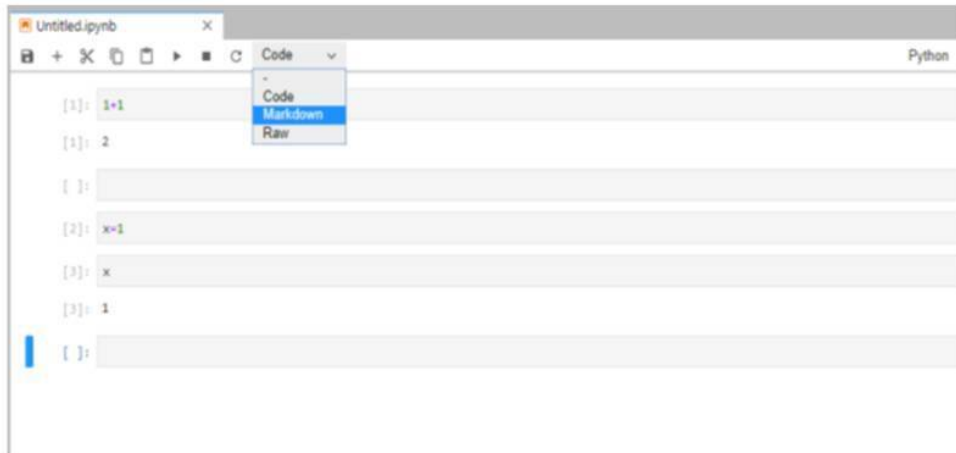 Untitled.ipynb
Code
Python
-
Code
Markdown
Raw
[1]: 1+1
[1]: 2
[ ]:
[2]: x=1
[3]: x
[3]: 1
[ ]: